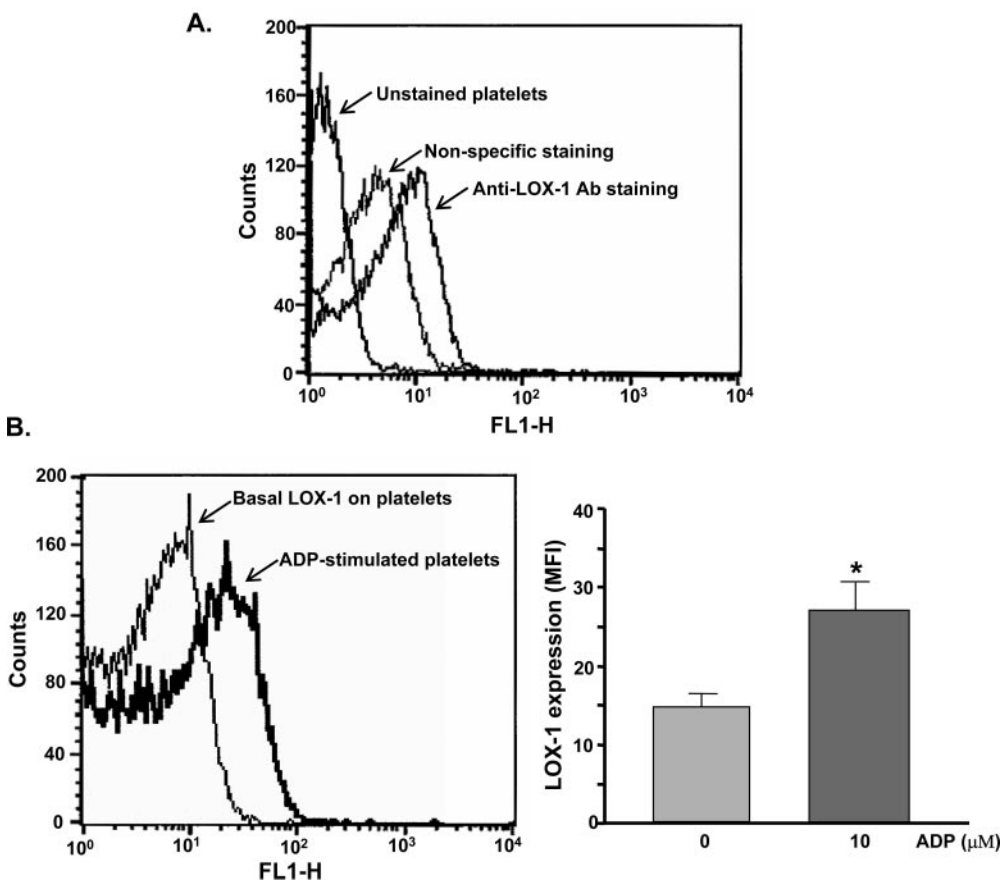 A.
200
160
120
80
40
0
Counts
Unstained platelets
Non-specific staining
Anti-LOX-1 Ab staining
10⁰ 10¹ 10² 10³ 10⁴
FL1-H
B.
200
160
120
80
40
0
Counts
Basal LOX-1 on platelets
ADP-stimulated platelets
10⁰ 10¹ 10² 10³ 10⁴
FL1-H
40
30
20
10
0
LOX-1 expression (MFI)
*
0 10 ADP (µM)